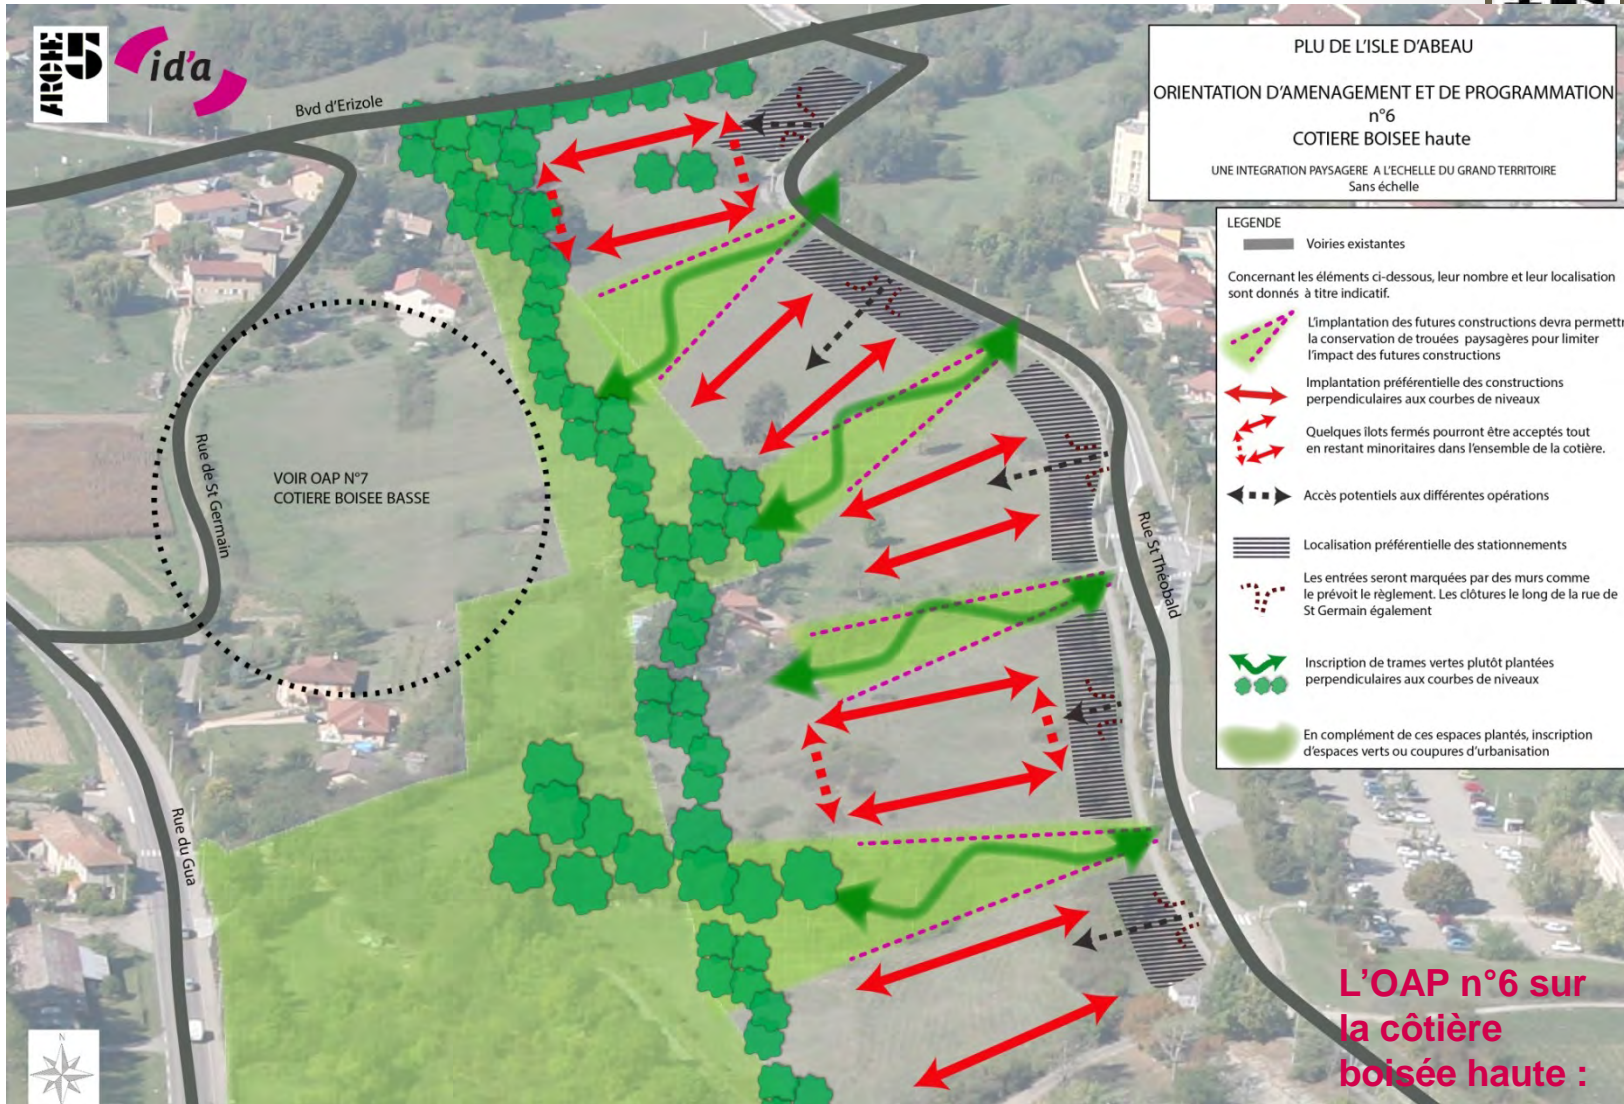 ARCHE
5
id'a
PLU DE L'ISLE D'ABEAU
ORIENTATION D'AMENAGEMENT ET DE PROGRAMMATION
n°6
COTIERE BOISEE haute
UNE INTEGRATION PAYSAGERE A L'ECHELLE DU GRAND TERRITOIRE
Sans échelle
LEGENDE
Voiries existantes
Concernant les éléments ci-dessous, leur nombre et leur localisation
sont donnés à titre indicatif.
L'implantation des futures constructions devra permettr
la conservation de trouées paysagères pour limiter
l'impact des futures constructions
Implantation préférentielle des constructions
perpendiculaires aux courbes de niveaux
Quelques îlots fermés pourront être acceptés tout
en restant minoritaires dans l'ensemble de la cotière.
Accès potentiels aux différentes opérations
Localisation préférentielle des stationnements
Les entrées seront marquées par des murs comme
le prévoit le règlement. Les clôtures le long de la rue de
St Germain également
Inscription de trames vertes plutôt plantées
perpendiculaires aux courbes de niveaux
En complément de ces espaces plantés, inscription
d'espaces verts ou coupures d'urbanisation
Bvd d'Erizole
Rue de St Germain
VOIR OAP N°7
COTIERE BOISEE BASSE
Rue St Théobald
Rue du Gua
N
L'OAP n°6 sur
la côtière
boisée haute :